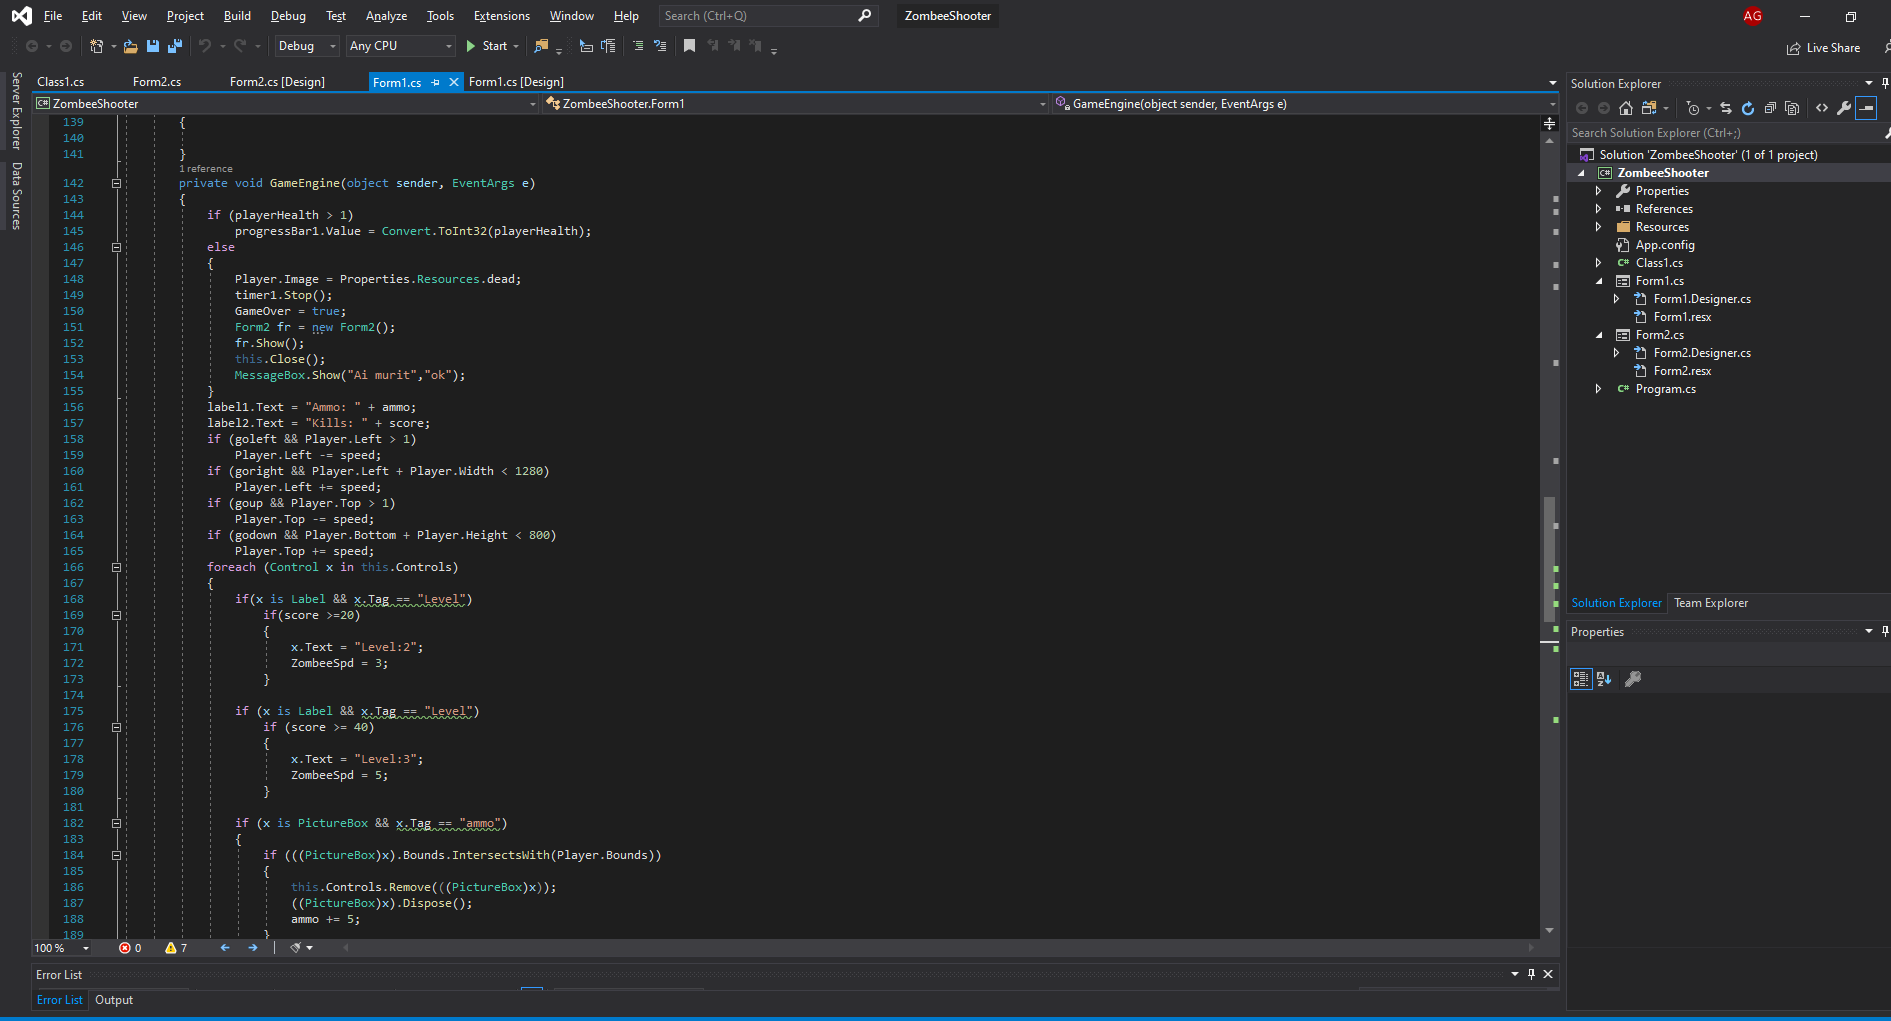 File Edit View Project Build Debug Test Analyze Tools Extensions Window Help Search (Ctrl+Q) ZombeeShooter AG
Debug Any CPU Start Live Share
Server Explorer
Data Sources
Class1.cs Form2.cs Form2.cs [Design] Form1.cs Form1.cs [Design]
ZombeeShooter ZombeeShooter.Form1 GameEngine(object sender, EventArgs e)
139 {
140
141 }
1 reference
142 private void GameEngine(object sender, EventArgs e)
143 {
144 if (playerHealth > 1)
145 progressBar1.Value = Convert.ToInt32(playerHealth);
146 else
147 {
148 Player.Image = Properties.Resources.dead;
149 timer1.Stop();
150 GameOver = true;
151 Form2 fr = new Form2();
152 fr.Show();
153 this.Close();
154 MessageBox.Show("Ai murit","ok");
155 }
156 label1.Text = "Ammo: " + ammo;
157 label2.Text = "Kills: " + score;
158 if (goleft && Player.Left > 1)
159 Player.Left -= speed;
160 if (goright && Player.Left + Player.Width < 1280)
161 Player.Left += speed;
162 if (goup && Player.Top > 1)
163 Player.Top -= speed;
164 if (godown && Player.Bottom + Player.Height < 800)
165 Player.Top += speed;
166 foreach (Control x in this.Controls)
167 {
168 if(x is Label && x.Tag == "Level")
169 if(score >=20)
170 {
171 x.Text = "Level:2";
172 ZombeeSpd = 3;
173 }
174
175 if (x is Label && x.Tag == "Level")
176 if (score >= 40)
177 {
178 x.Text = "Level:3";
179 ZombeeSpd = 5;
180 }
181
182 if (x is PictureBox && x.Tag == "ammo")
183 {
184 if (((PictureBox)x).Bounds.IntersectsWith(Player.Bounds))
185 {
186 this.Controls.Remove(((PictureBox)x));
187 ((PictureBox)x).Dispose();
188 ammo += 5;
189 }
100 % 0 7
Error List
Error List Output
Solution Explorer
Search Solution Explorer (Ctrl+;)
Solution 'ZombeeShooter' (1 of 1 project)
C# ZombeeShooter
Properties
References
Resources
App.config
C# Class1.cs
Form1.cs
Form1.Designer.cs
Form1.resx
Form2.cs
Form2.Designer.cs
Form2.resx
C# Program.cs
Solution Explorer Team Explorer
Properties